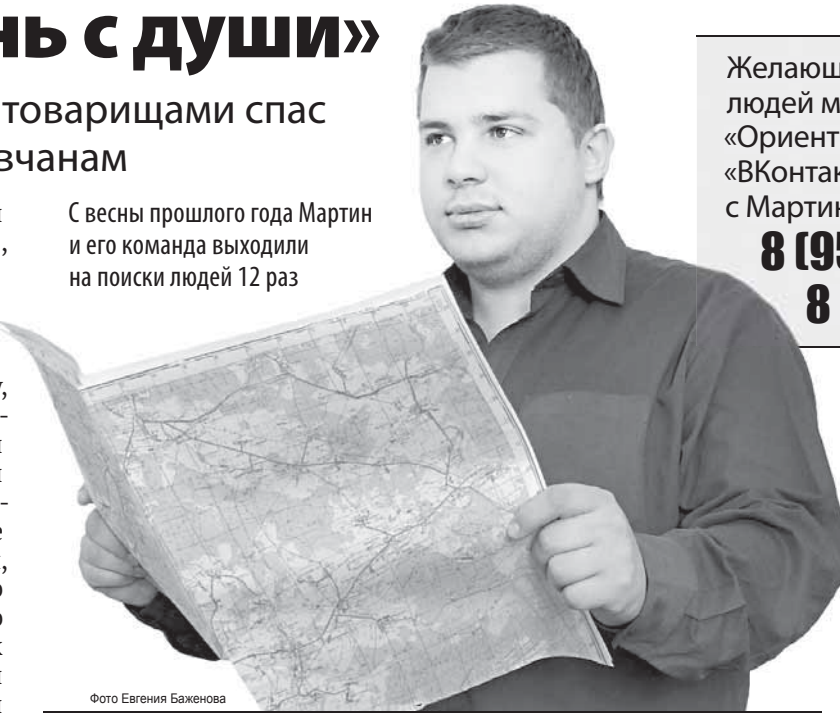 нь с души»
товарищами спас
вчанам
С весны прошлого года Мартин
и его команда выходили
на поиски людей 12 раз
Желающ
людей м
«Ориент
«ВКонтак
с Мартин
8 (95
8
Фото Евгения Баженова